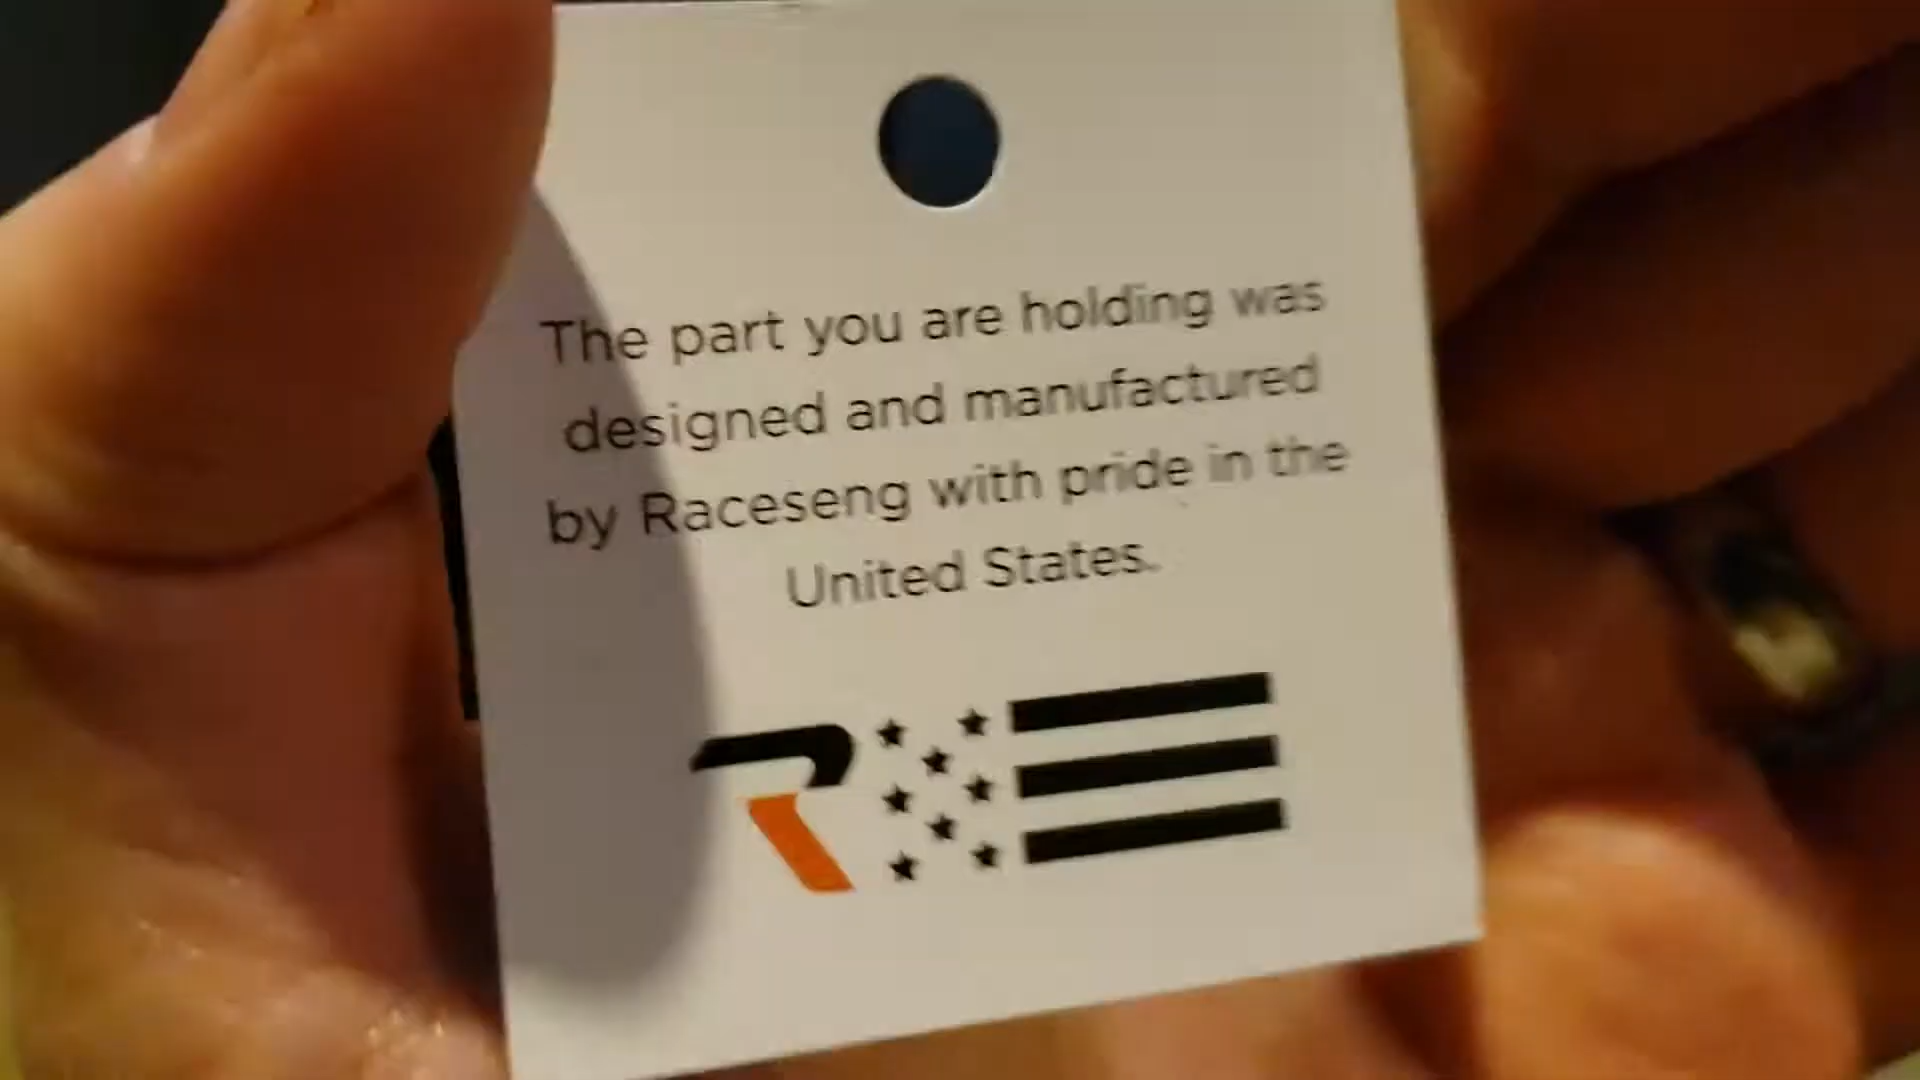 The part you are holding was
designed and manufactured
by Raceseng with pride in the
United States.
R